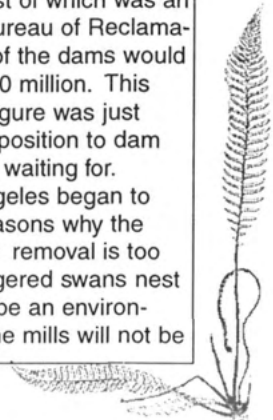 st of which was an
ureau of Reclama-
of the dams would
0 million. This
gure was just
position to dam
waiting for.
geles began to
asons why the
removal is too
gered swans nest
be an environ-
e mills will not be